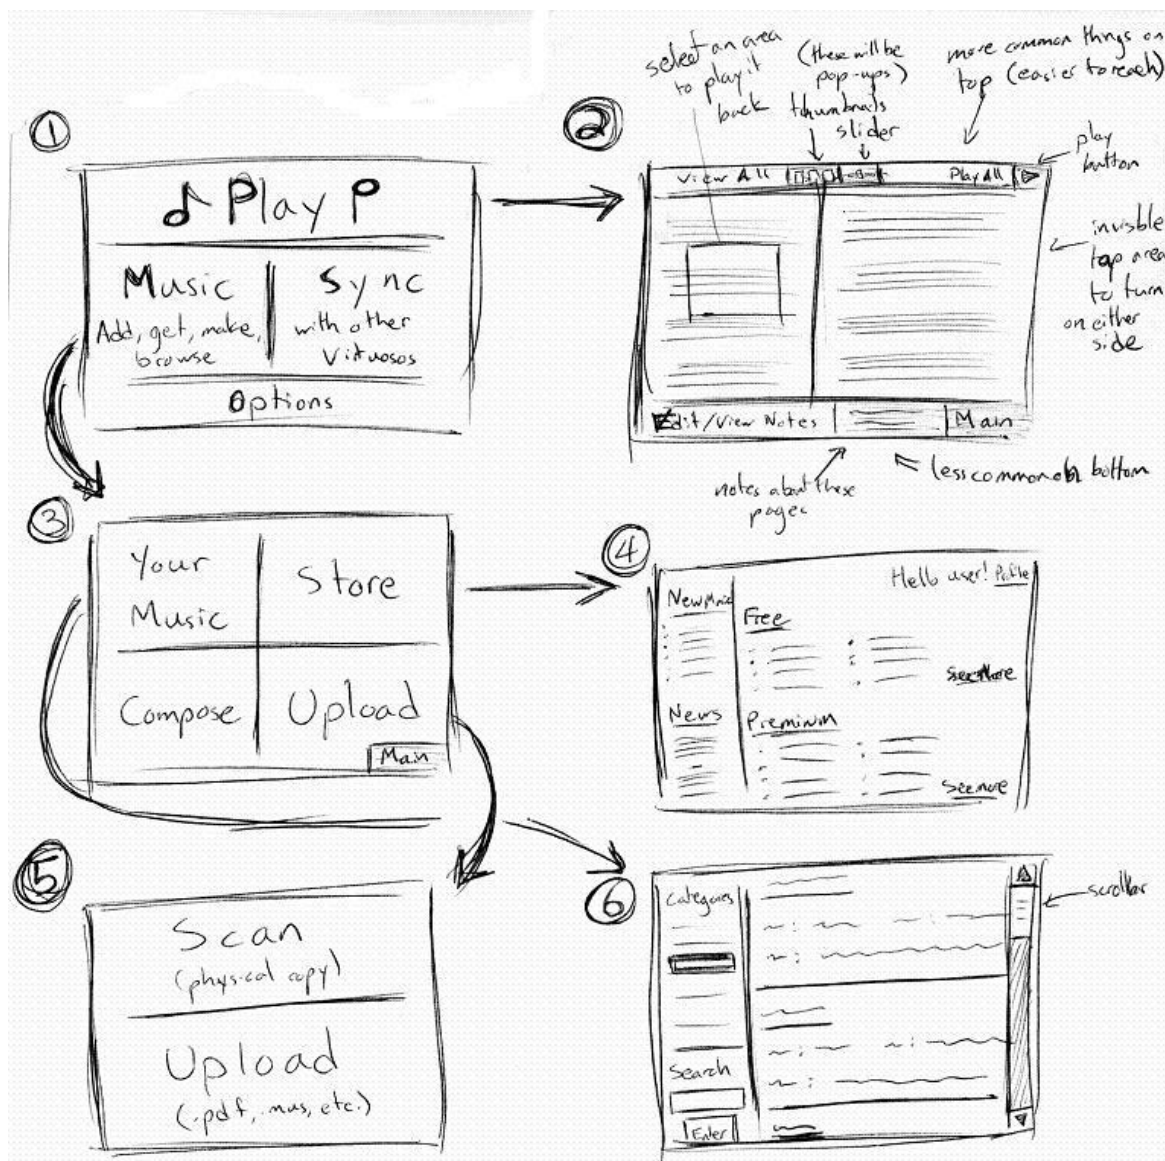 1
Play
Music
Add, get, make,
browse
Sync
with other
Virtuosos
Options
select an area
to play it
back
(these will be
pop-ups)
thumbnails
slider
more common things on
top (easier to reach)
play
button
2
View All
Play All
invisble
tap area
to turn
on either
side
Edit/View Notes
Main
notes about these
pages
less common on bottom
3
Your
Music
Store
Compose
Upload
Main
4
Hello user! Profile
New Music
Free
See More
News
Premium
See more
5
Scan
(physical copy)
Upload
(.pdf, .mus, etc.)
6
Categories
Search
Enter
scrollbar